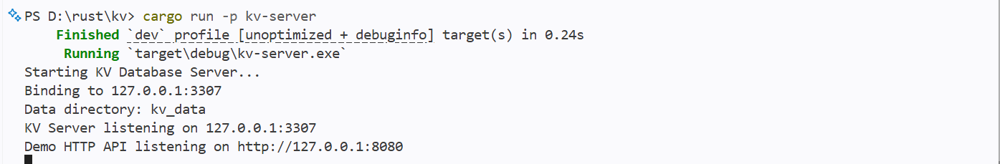 PS D:\rust\kv> cargo run -p kv-server
Finished `dev` profile [unoptimized + debuginfo] target(s) in 0.24s
Running `target\debug\kv-server.exe`
Starting KV Database Server...
Binding to 127.0.0.1:3307
Data directory: kv_data
KV Server listening on 127.0.0.1:3307
Demo HTTP API listening on http://127.0.0.1:8080